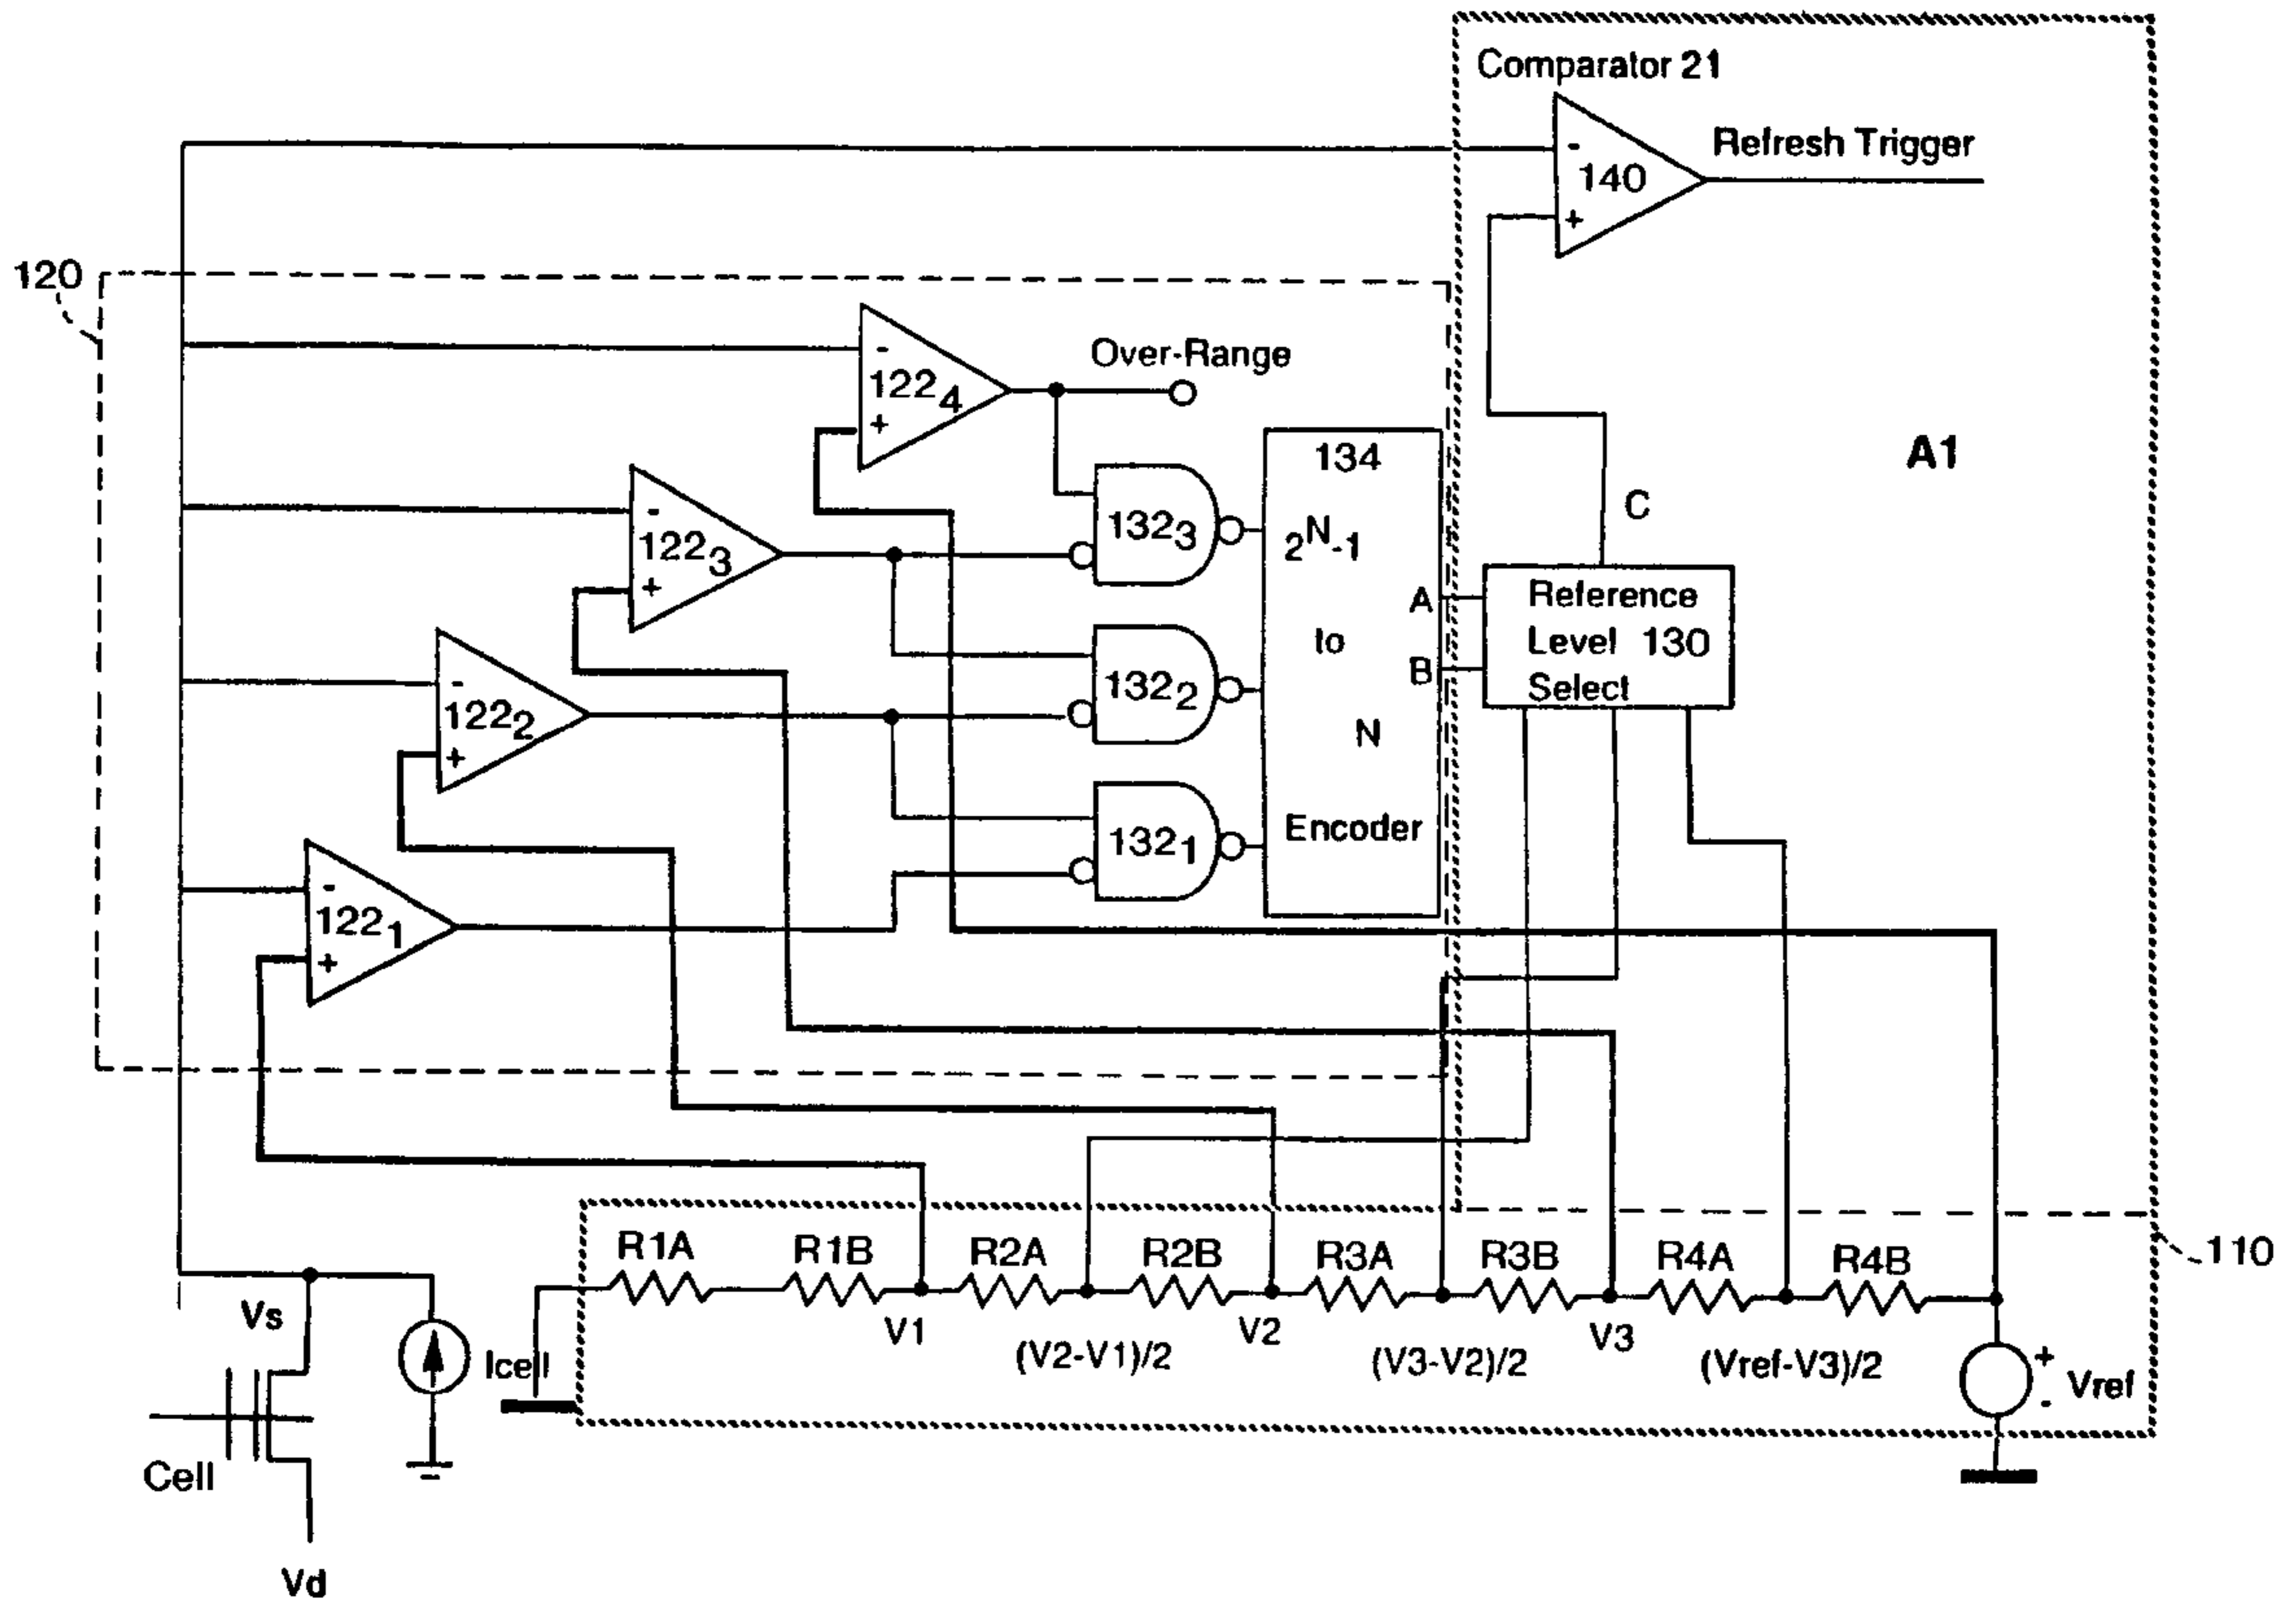 Comparator 21
-
140
+
Refresh Trigger
120
-
122₄
+
Over-Range
A1
134
2ᴺ-1
to
N
Encoder
C
-
122₃
+
132₃
A
B
Reference
Level 130
Select
-
122₂
+
132₂
-
122₁
+
132₁
R1A
R1B
R2A
R2B
R3A
R3B
R4A
R4B
110
Vs
Icell
V1
(V2-V1)/2
V2
(V3-V2)/2
V3
(Vref-V3)/2
+
-
Vref
Cell
Vd